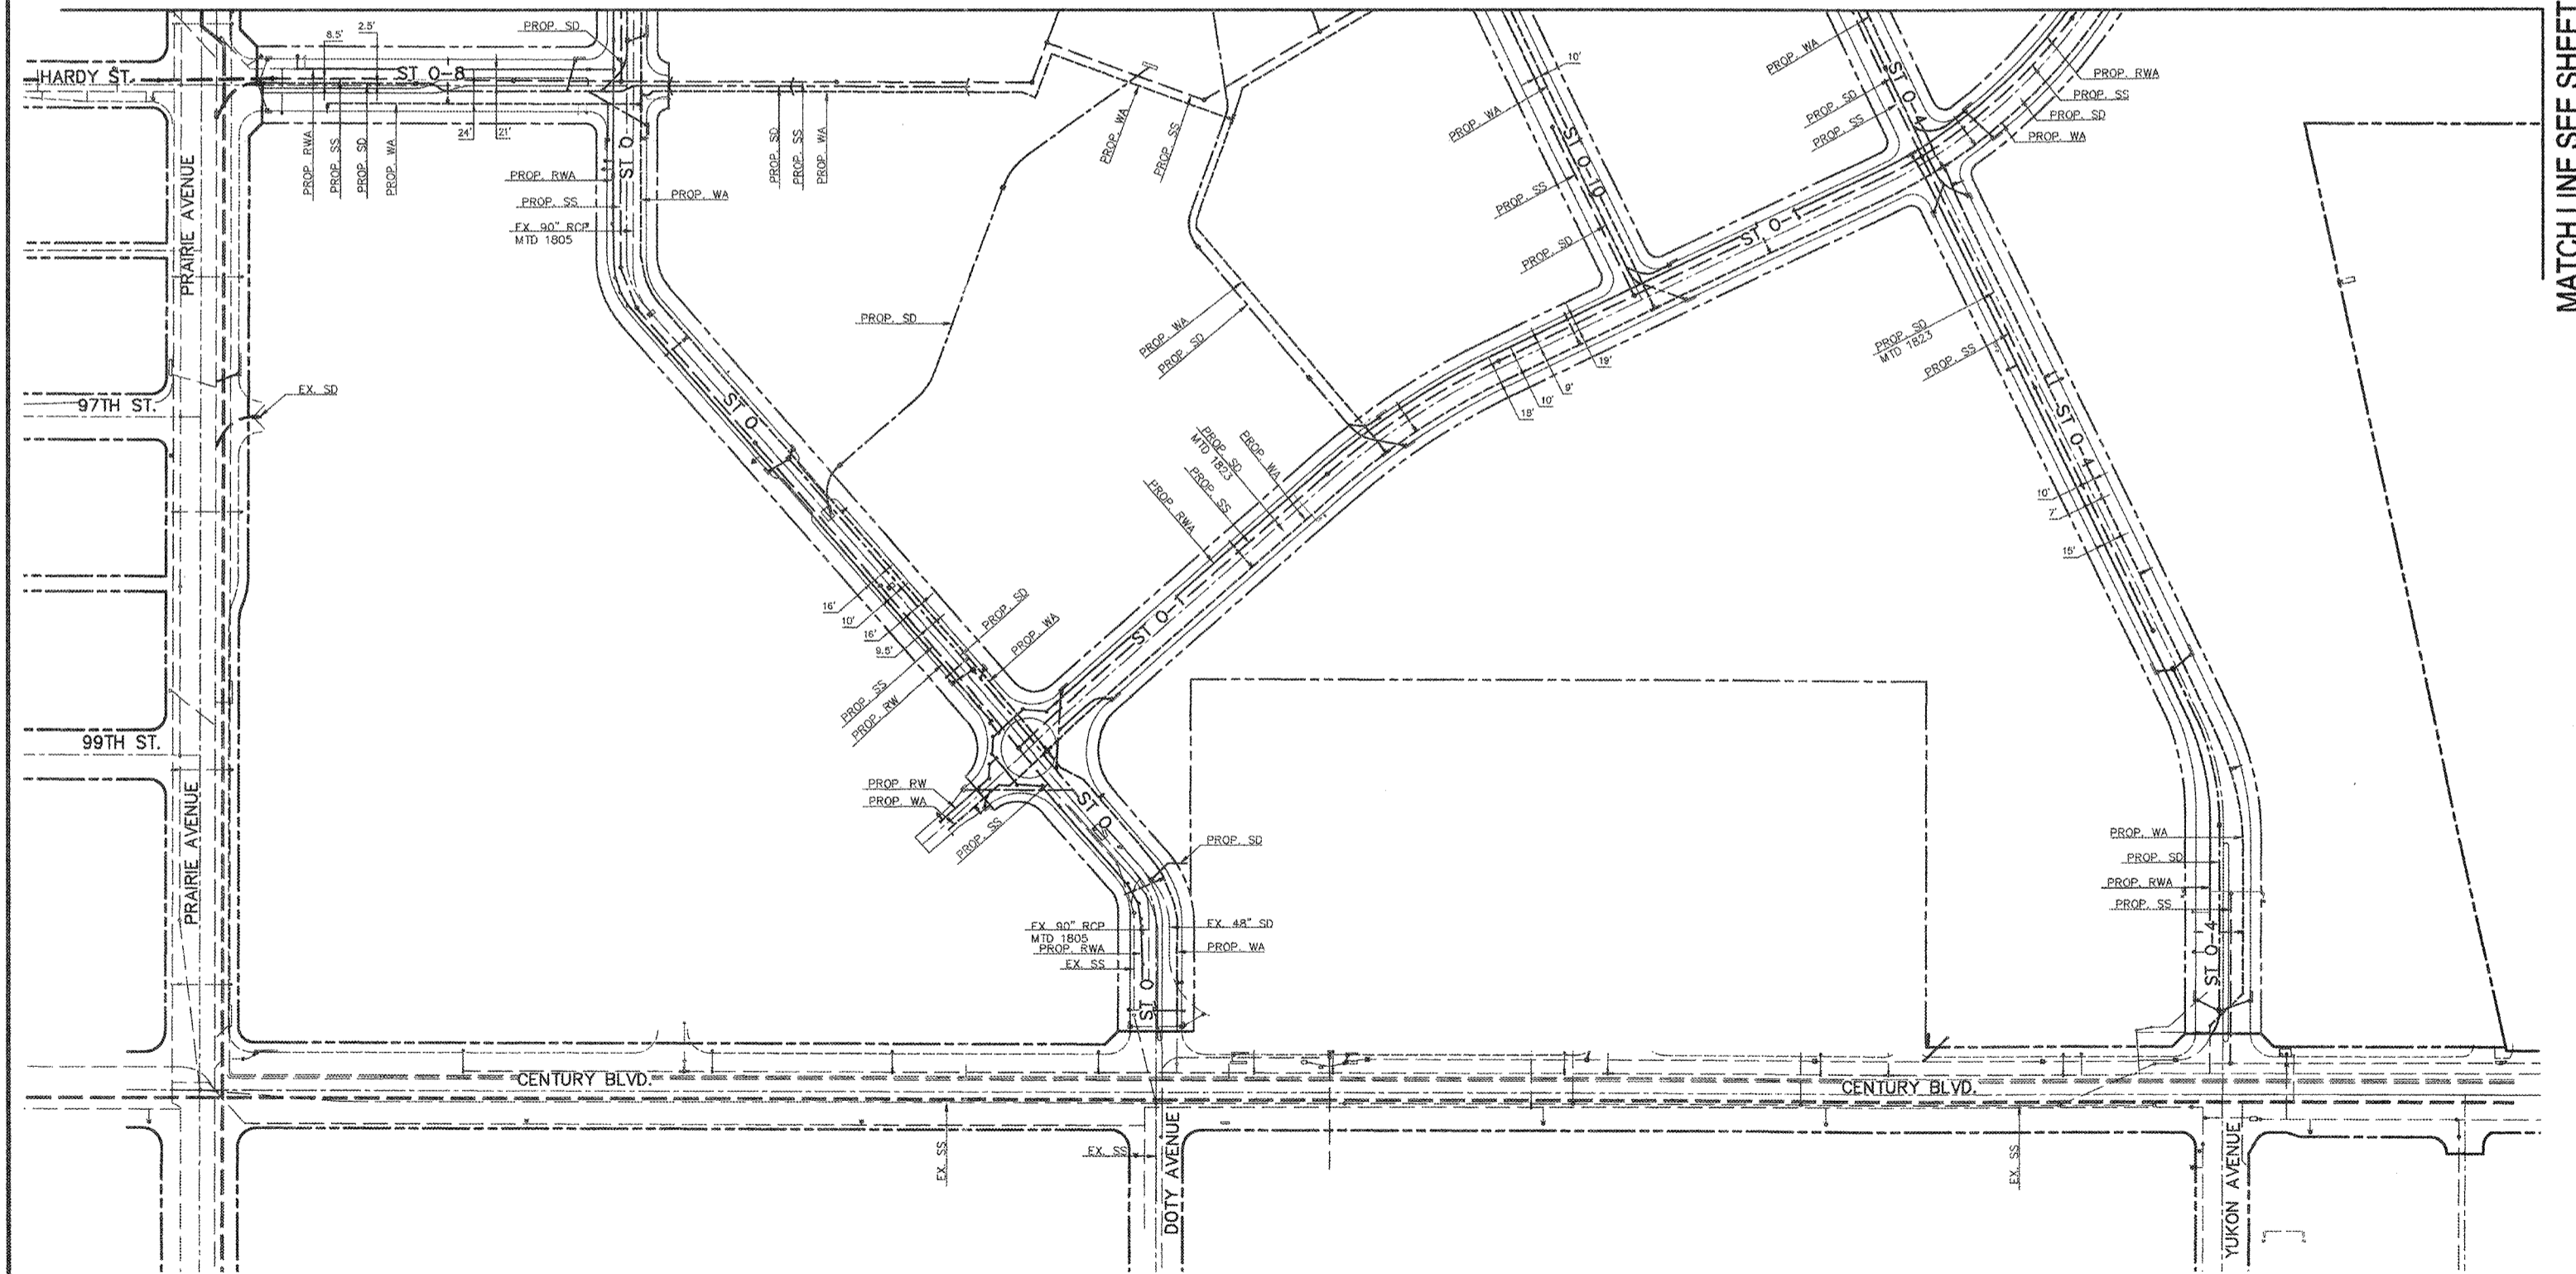 PROP. SD
2.5'
8.5'
HARDY ST.
ST O-8
24'
21'
PROP. RWA
PROP. SS
PROP. SD
PROP. WA
ST O
PROP. RWA
PROP. SS
EX. 90" RCP
MTD 1805
PROP. WA
PROP. SD
PROP. SS
PROP. WA
PROP. WA
PROP. SS
10'
PROP. WA
PROP. SS
PROP. SD
ST O-10
PROP. WA
PROP. SD
PROP. SS
ST O-4
PROP. RWA
PROP. SS
PROP. SD
PROP. WA
MATCH LINE SEE SHEET
PRAIRIE AVENUE
ST O-1
PROP. SD
PROP. WA
PROP. SD
19'
9'
10'
18'
PROP. SD
MTD 1823
PROP. SS
EX. SD
97TH ST.
ST O
PROP. WA
PROP. SD
MTD 1823
PROP. SS
PROP. RWA
ST O-4
10'
7'
15'
16'
10'
16'
9.5'
PROP. SD
PROP. WA
ST O-1
PROP. SS
PROP. RW
99TH ST.
PROP. RW
PROP. WA
PROP. SS
ST O
PRAIRIE AVENUE
PROP. SD
PROP. WA
PROP. SD
PROP. RWA
PROP. SS
EX. 90" RCP
MTD 1805
PROP. RWA
EX. SS
EX. 48" SD
PROP. WA
ST O
ST O-4
CENTURY BLVD.
CENTURY BLVD.
EX. SS
EX. SS
DOTY AVENUE
EX. SS
YUKON AVENUE